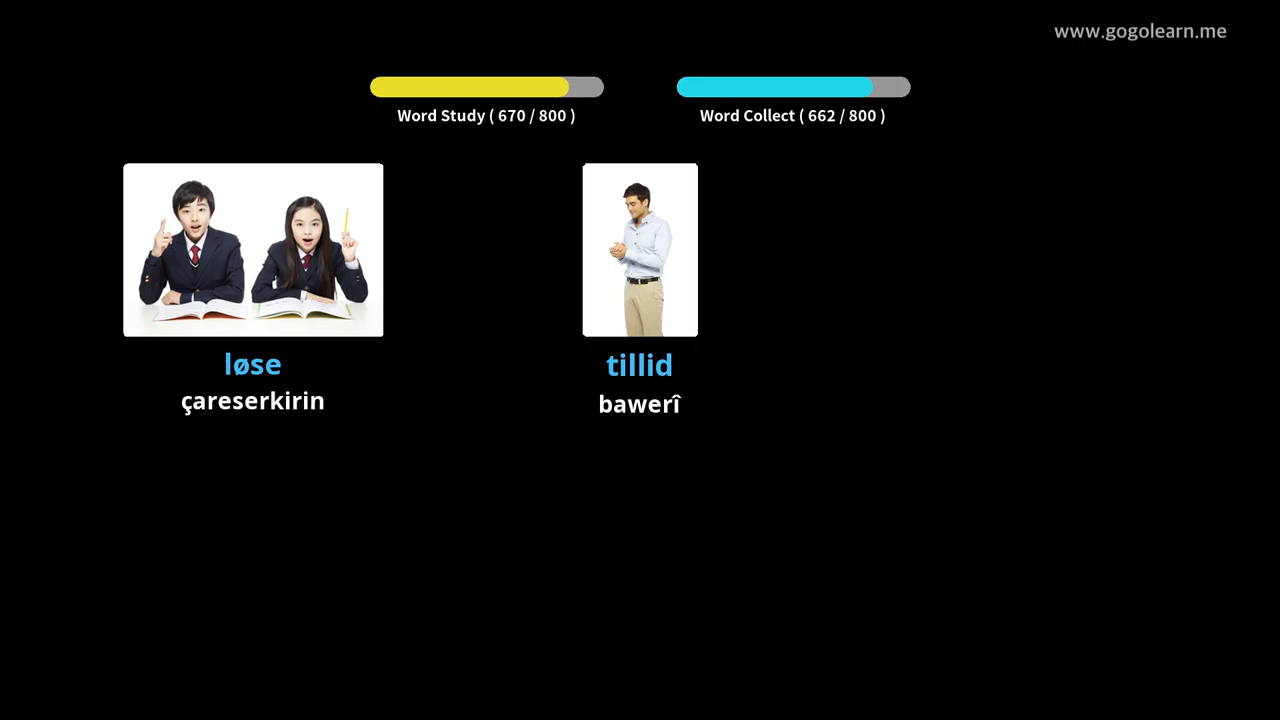 www.gogolearn.me
Word Study ( 670 / 800 )
Word Collect ( 662 / 800 )
løse
çareserkirin
tillid
bawerî